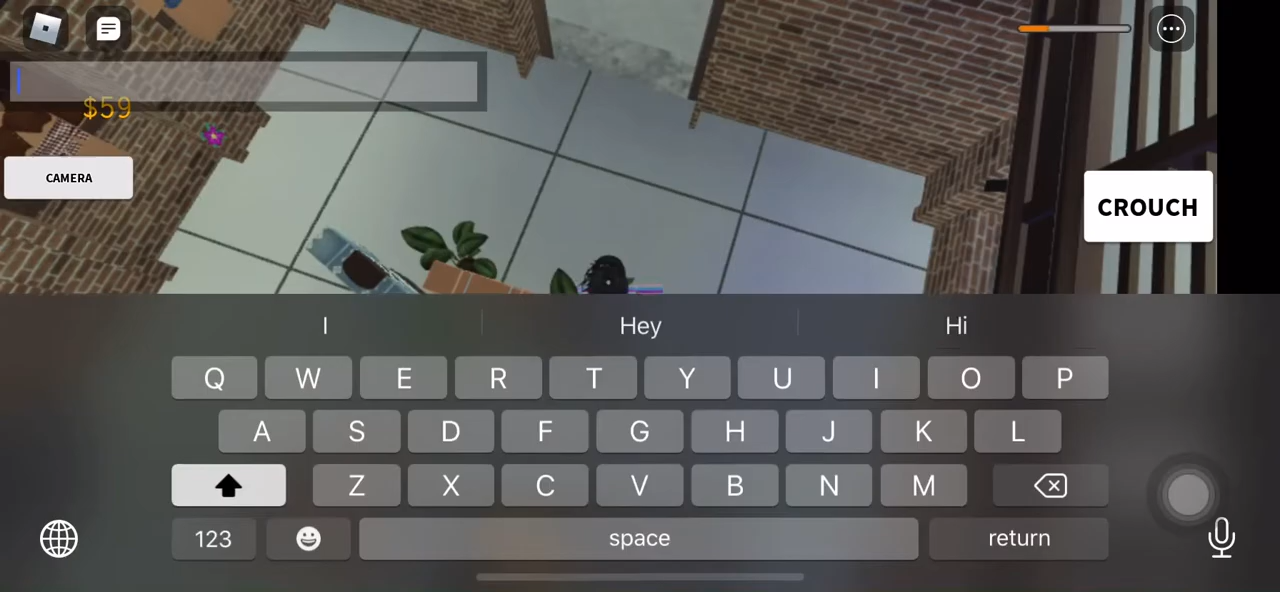 $59
CAMERA
CROUCH
I Hey Hi
Q W E R T Y U I O P
A S D F G H J K L
Z X C V B N M
123 space return